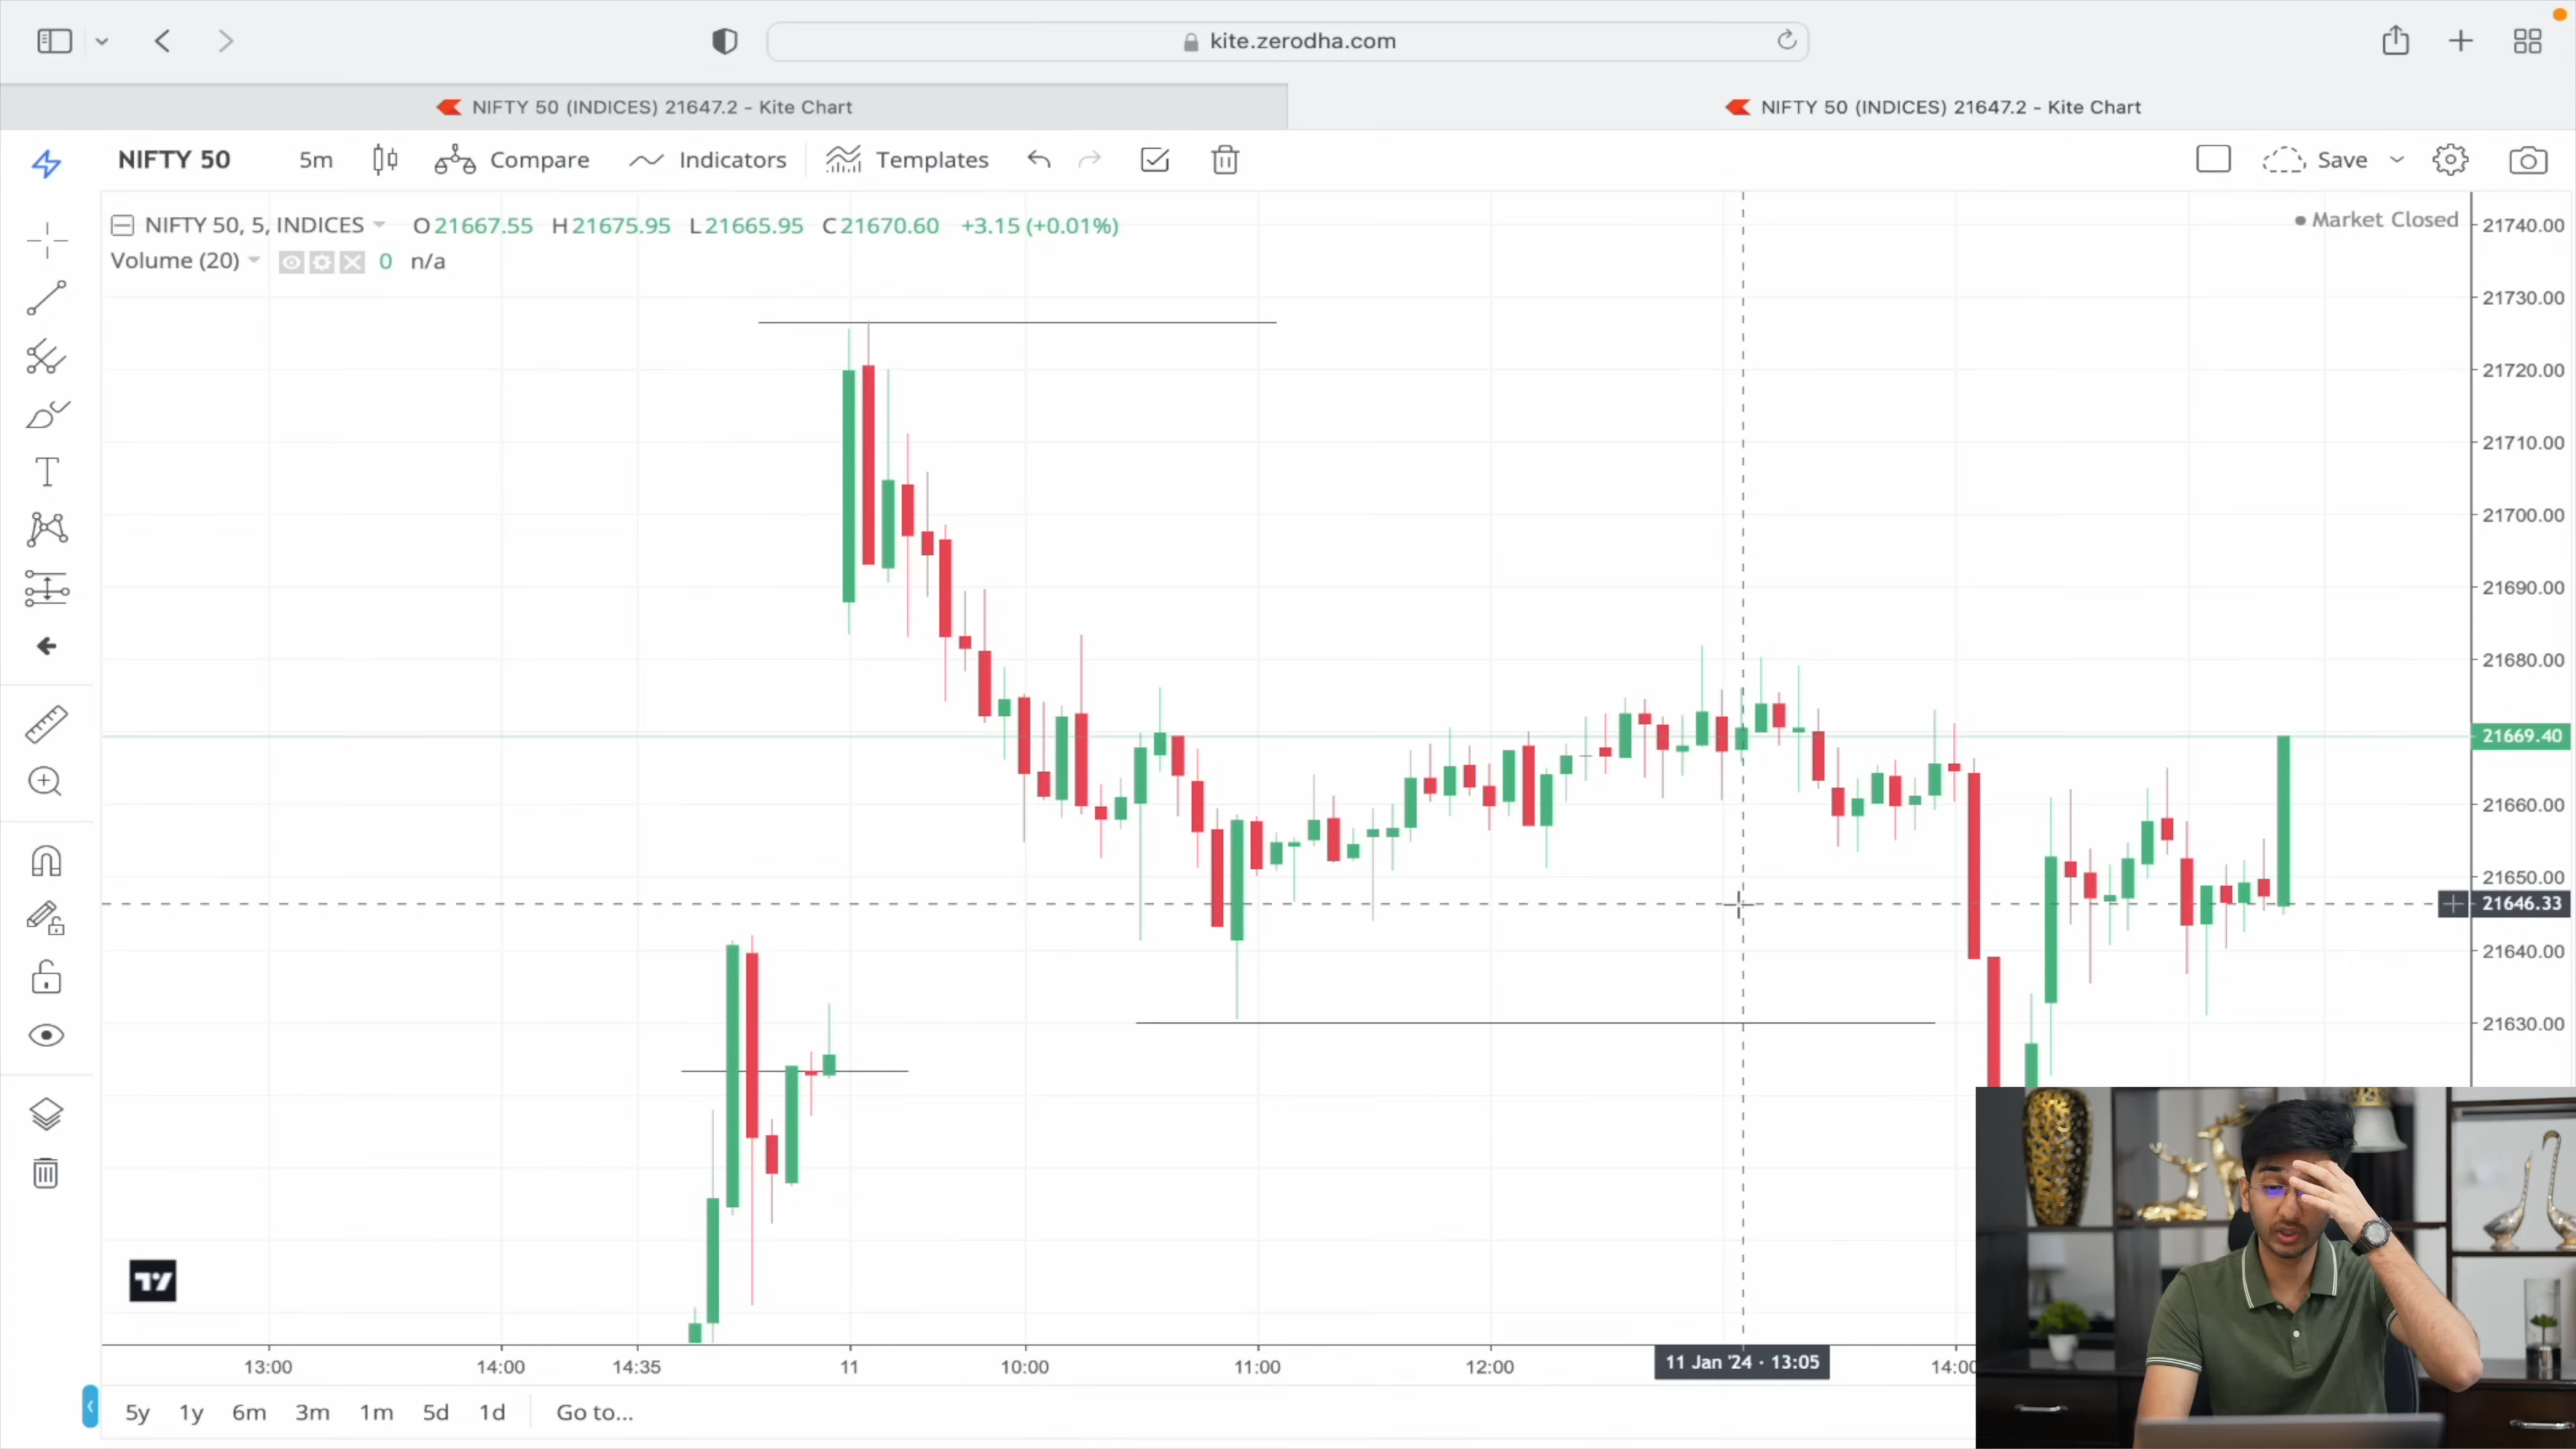 kite.zerodha.com
NIFTY 50 (INDICES) 21647.2 - Kite Chart
NIFTY 50 (INDICES) 21647.2 - Kite Chart
NIFTY 50 5m Compare Indicators Templates Save
NIFTY 50, 5, INDICES O21667.55 H21675.95 L21665.95 C21670.60 +3.15 (+0.01%)
Market Closed
Volume (20) 0 n/a
21740.00
21730.00
21720.00
21710.00
21700.00
21690.00
21680.00
21669.40
21660.00
21650.00
21646.33
21640.00
21630.00
13:00 14:00 14:35 11 10:00 11:00 12:00 11 Jan '24 · 13:05 14:00
5y 1y 6m 3m 1m 5d 1d Go to...